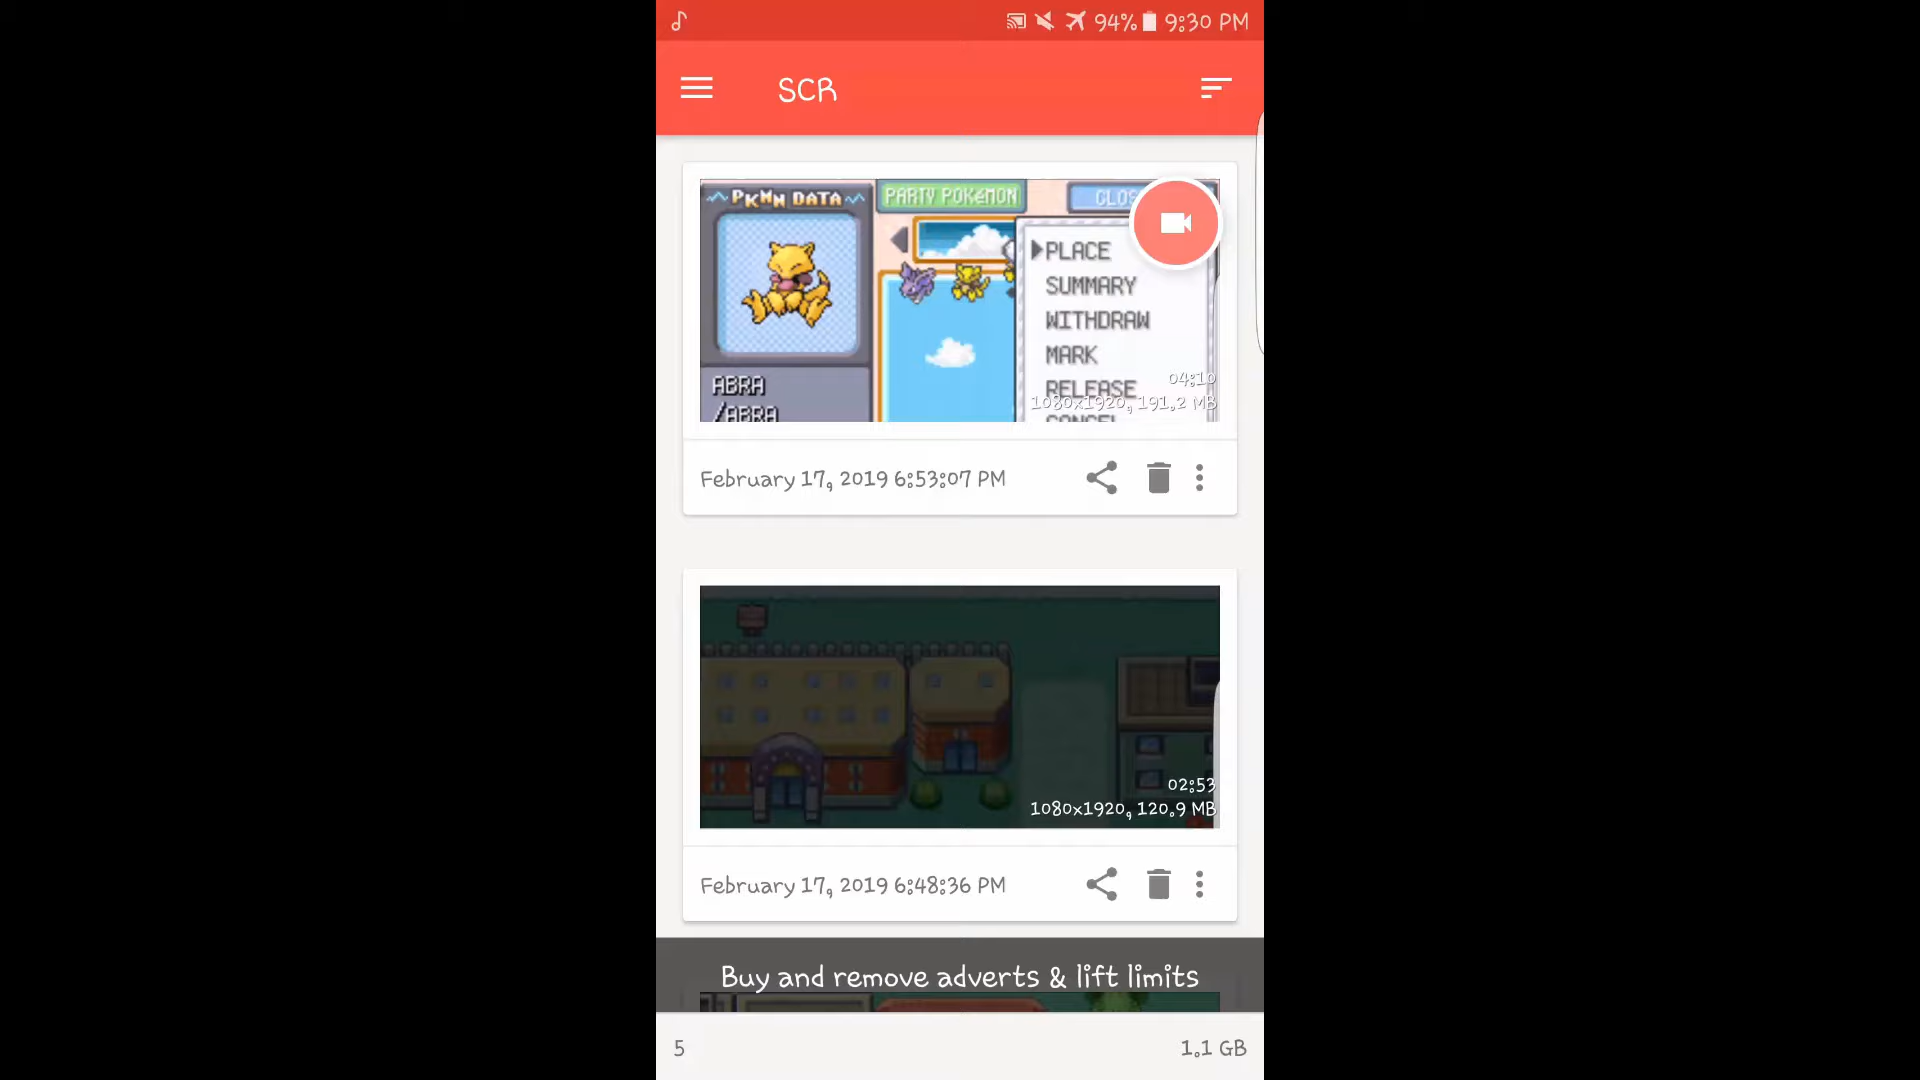 94% 9:30 PM
SCR
PKMN DATA
PARTY POKéMON
PLACE
SUMMARY
WITHDRAW
MARK
RELEASE
ABRA
/ABRA
04:10
1080x1920, 191.2 MB
February 17, 2019 6:53:07 PM
02:53
1080x1920, 120.9 MB
February 17, 2019 6:48:36 PM
Buy and remove adverts & lift limits
5
1.1 GB